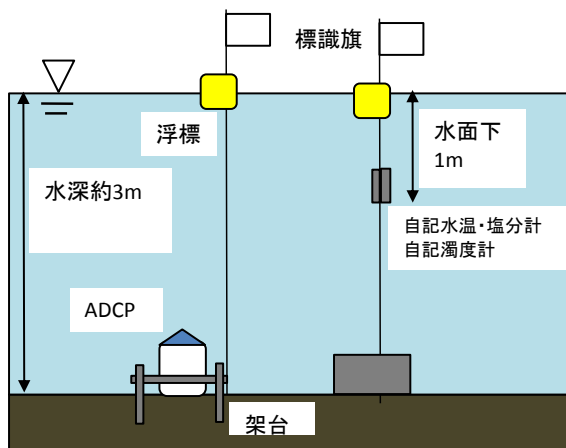 標識旗
浮標
水面下
1m
水深約3m
自記水温・塩分計
自記濁度計
ADCP
架台